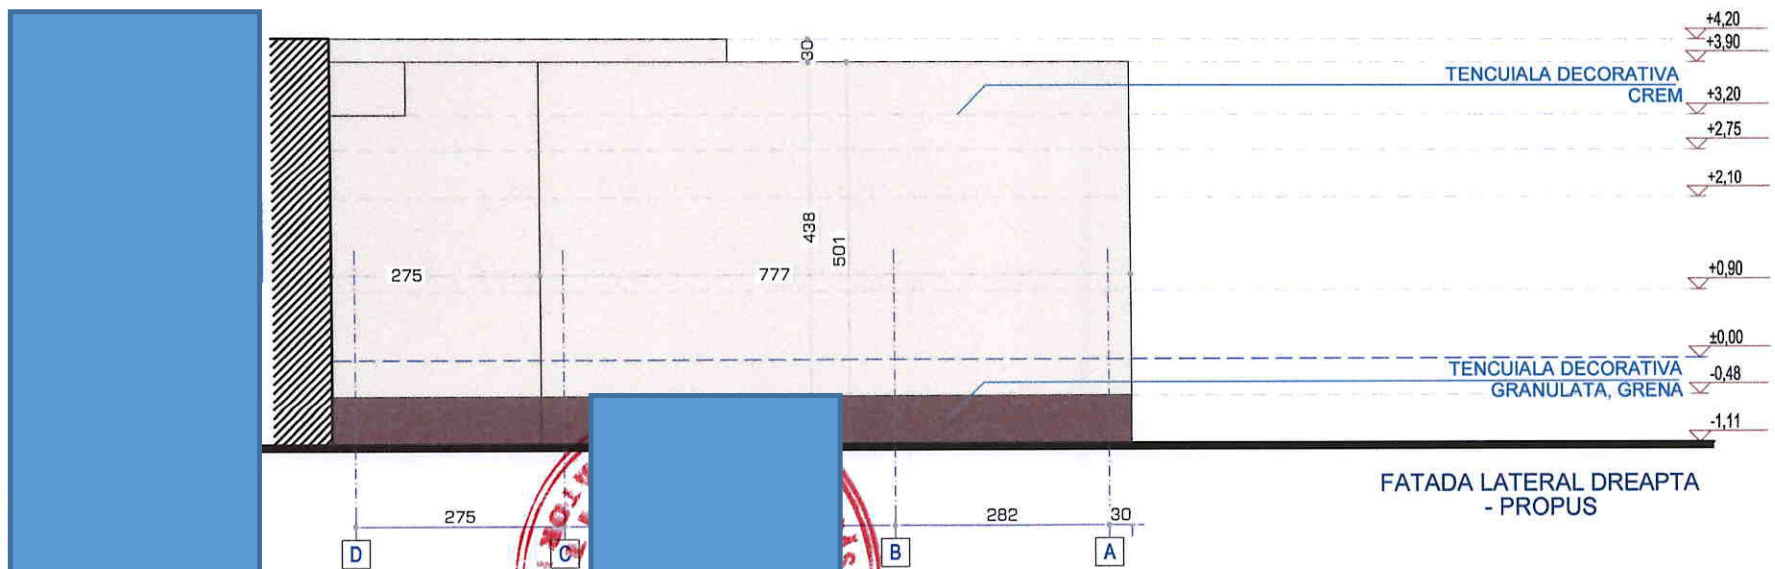 +4,20
+3,90
30
TENCUIALA DECORATIVA
CREM
+3,20
+2,75
+2,10
438
501
275
777
+0,90
±0,00
TENCUIALA DECORATIVA
GRANULATA, GRENA
-0,48
-1,11
FATADA LATERAL DREAPTA
- PROPUS
275
282
30
D
C
B
A